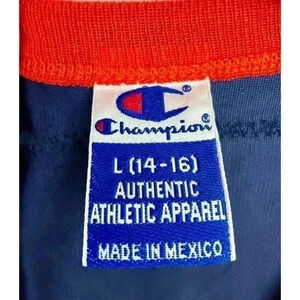 Champion
L (14-16)
AUTHENTIC
ATHLETIC APPAREL
MADE IN MEXICO